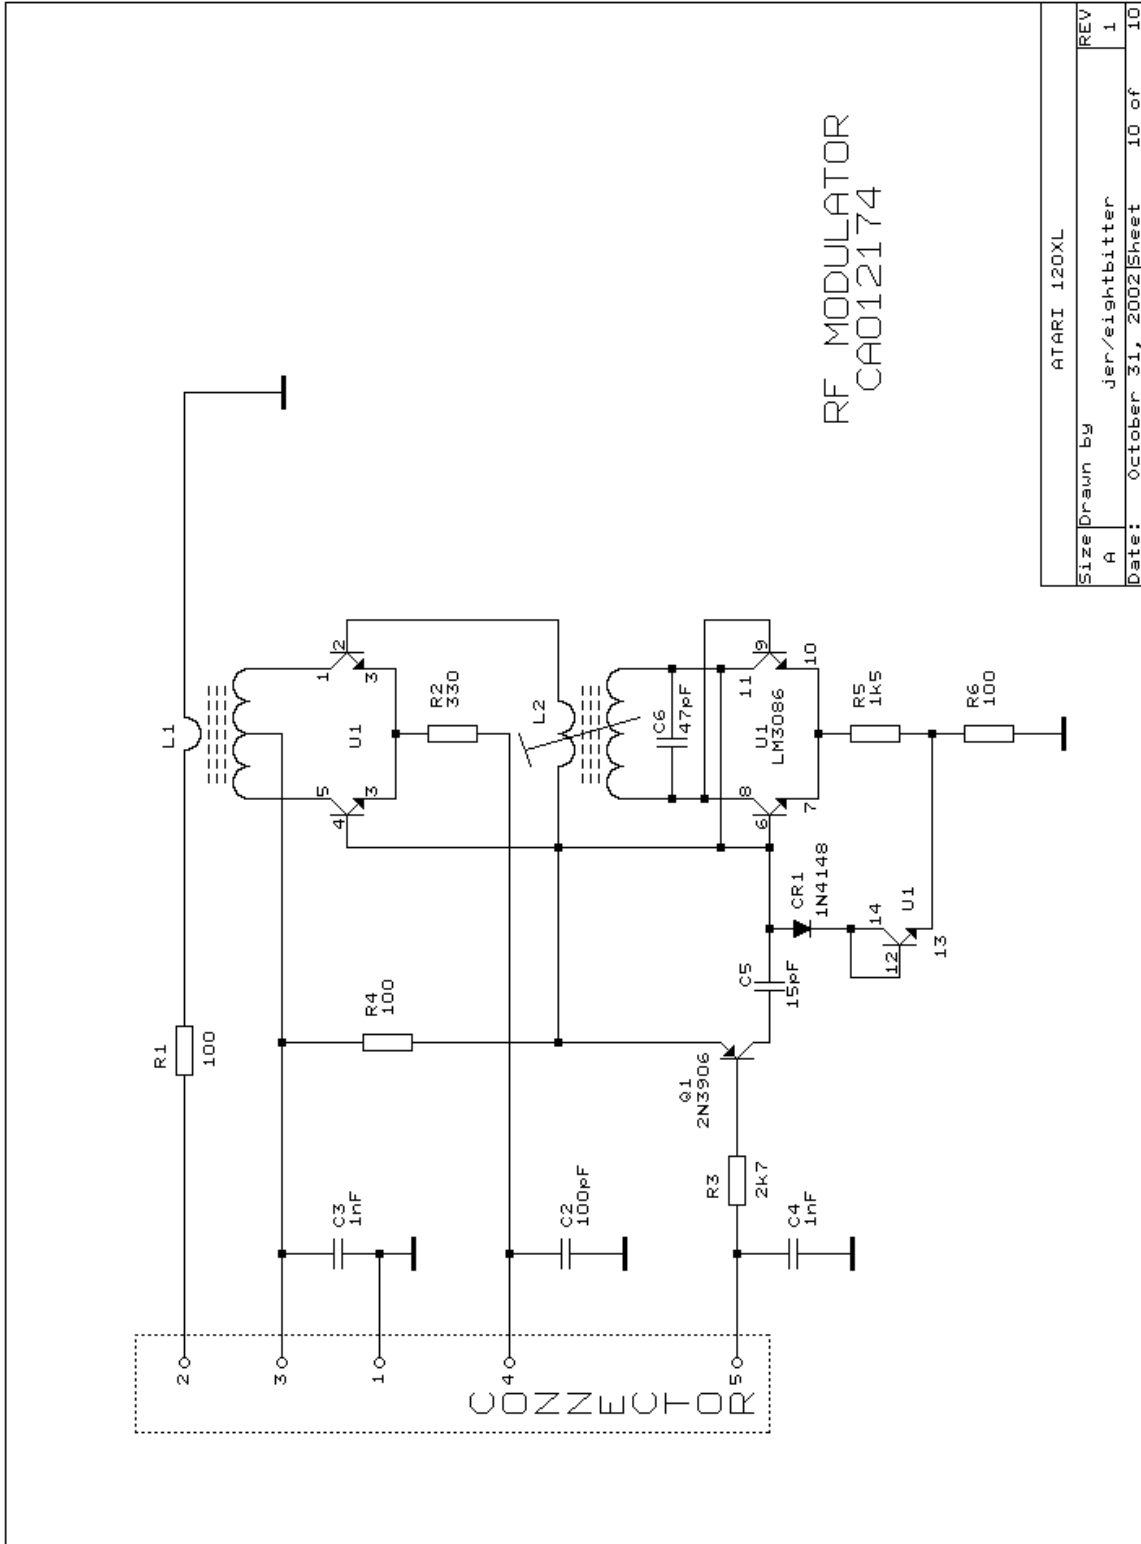 CONNECTOR
2
3
1
4
5
R1
100
C3
1nF
C2
100pF
R3
2k7
C4
1nF
R4
100
Q1
2N3906
C5
15pF
CR1
1N4148
L1
5
4
3
1
2
3
U1
R2
330
L2
C6
47pF
8
6
7
11
9
10
U1
LM3086
14
12
13
U1
R5
1k5
R6
100
RF MODULATOR
CA012174
ATARI 120XL
Size
Drawn by
REV
A
jer/eightbitter
1
Date: October 31, 2002
Sheet 10 of 10